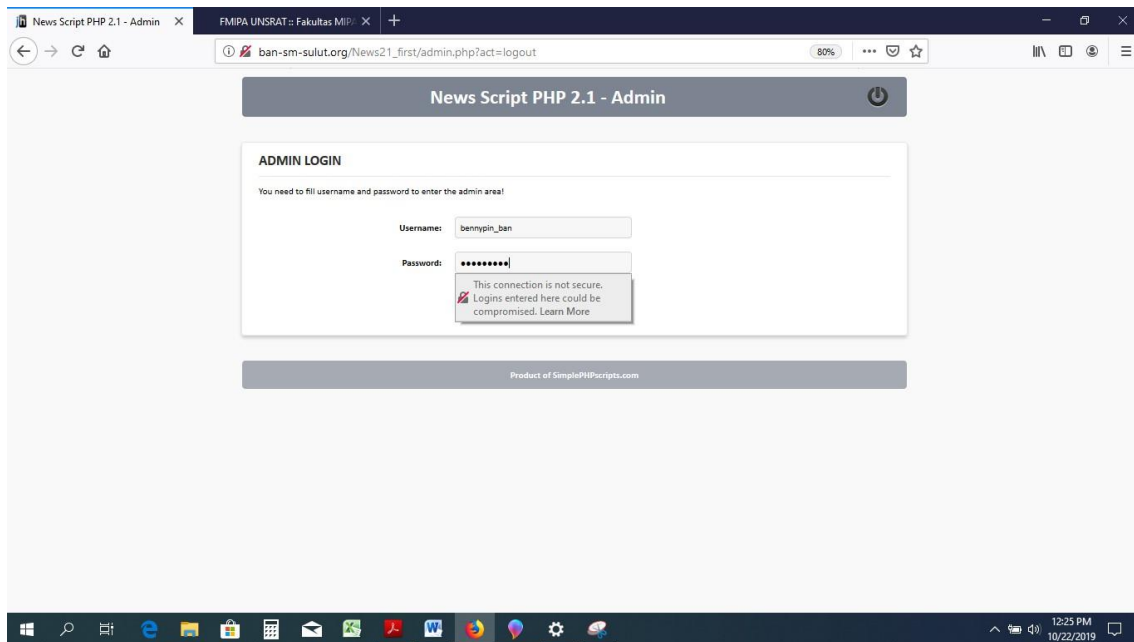 News Script PHP 2.1 - Admin
FMIPA UNSRAT :: Fakultas MIPA
ban-sm-sulut.org/News21_first/admin.php?act=logout
80%
News Script PHP 2.1 - Admin
ADMIN LOGIN
You need to fill username and password to enter the admin area!
Username: bennypin_ban
Password: ●●●●●●●●●
This connection is not secure.
Logins entered here could be
compromised. Learn More
Product of SimplePHPscripts.com
12:25 PM
10/22/2019